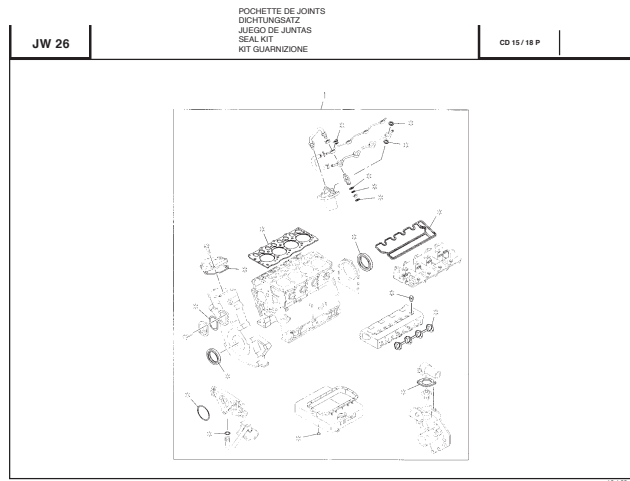 POCHETTE DE JOINTS
DICHTUNGSATZ
JUEGO DE JUNTAS
SEAL KIT
KIT GUARNIZIONE
JW 26
CD 15 / 18 P
1